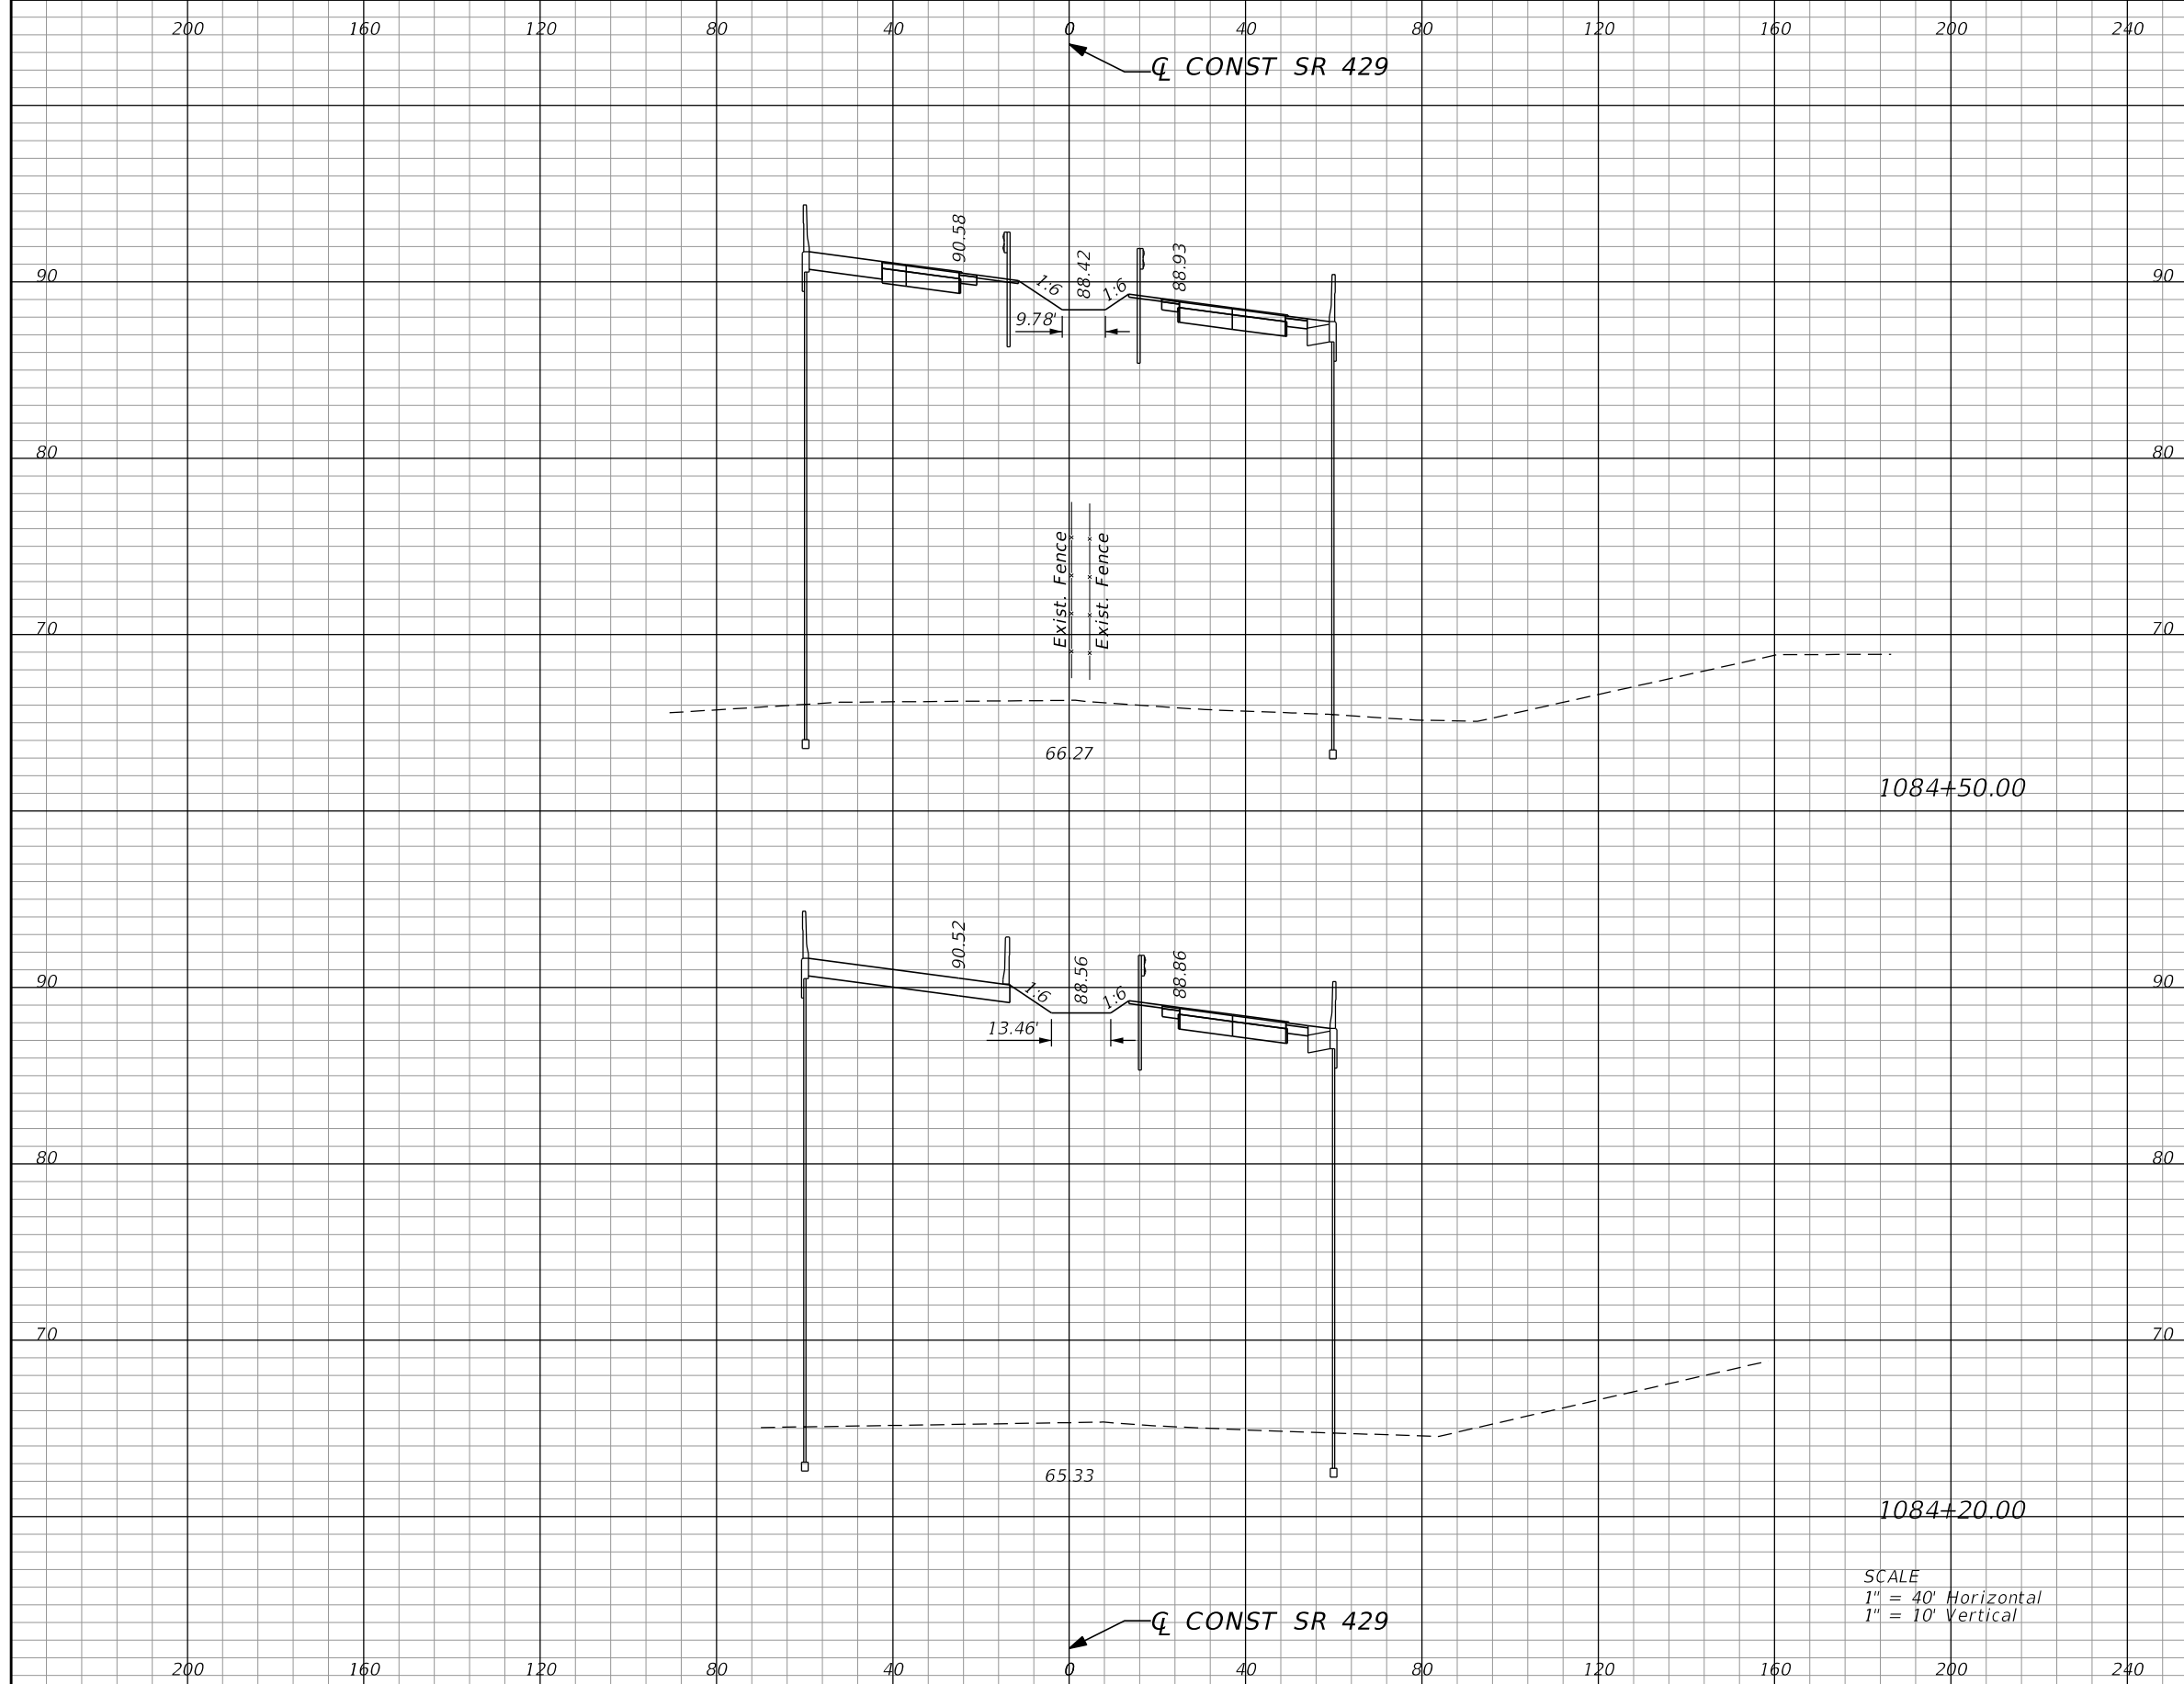 200 160 120 80 40 0 40 80 120 160 200 240
℄ CONST SR 429
90.58
88.42
88.93
1:6
1:6
90 90
9.78'
80 80
Exist. Fence
Exist. Fence
70 70
66.27
1084+50.00
90.52
88.56
88.86
1:6
1:6
90 90
13.46'
80 80
70 70
65.33
1084+20.00
SCALE
1" = 40' Horizontal
1" = 10' Vertical
℄ CONST SR 429
200 160 120 80 40 0 40 80 120 160 200 240